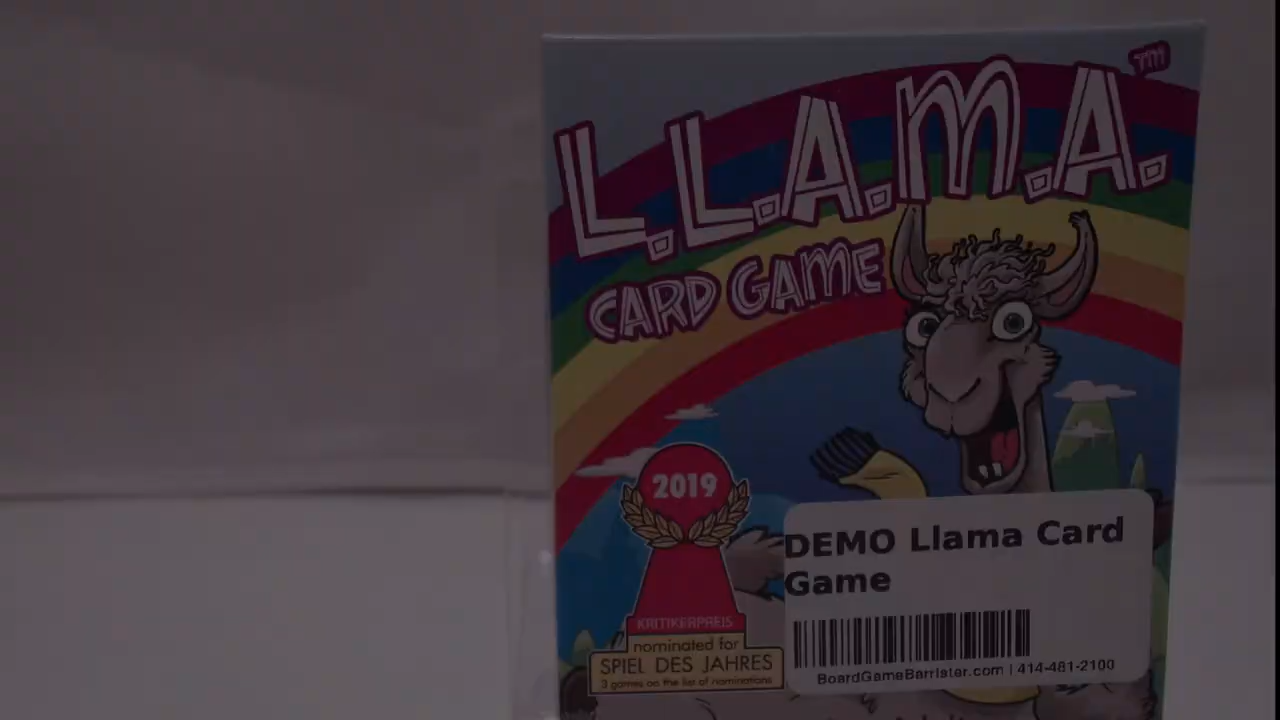 L.L.A.M.A.™
CARD GAME
2019
KRITIKERPREIS
nominated for
SPIEL DES JAHRES
3 games on the list of nominations
DEMO Llama Card
Game
BoardGameBarrister.com | 414-481-2100